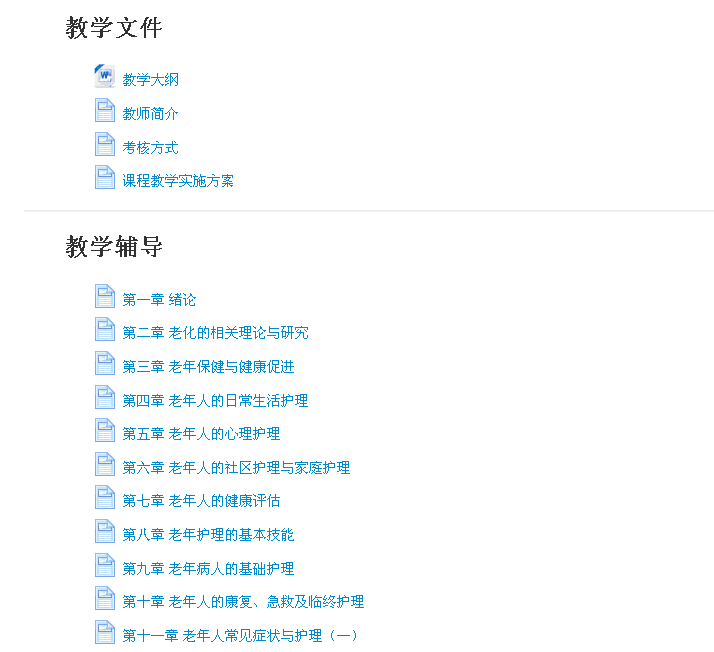 教学文件
教学大纲
教师简介
考核方式
课程教学实施方案
教学辅导
第一章 绪论
第二章 老化的相关理论与研究
第三章 老年保健与健康促进
第四章 老年人的日常生活护理
第五章 老年人的心理护理
第六章 老年人的社区护理与家庭护理
第七章 老年人的健康评估
第八章 老年护理的基本技能
第九章 老年病人的基础护理
第十章 老年人的康复、急救及临终护理
第十一章 老年人常见症状与护理（一）